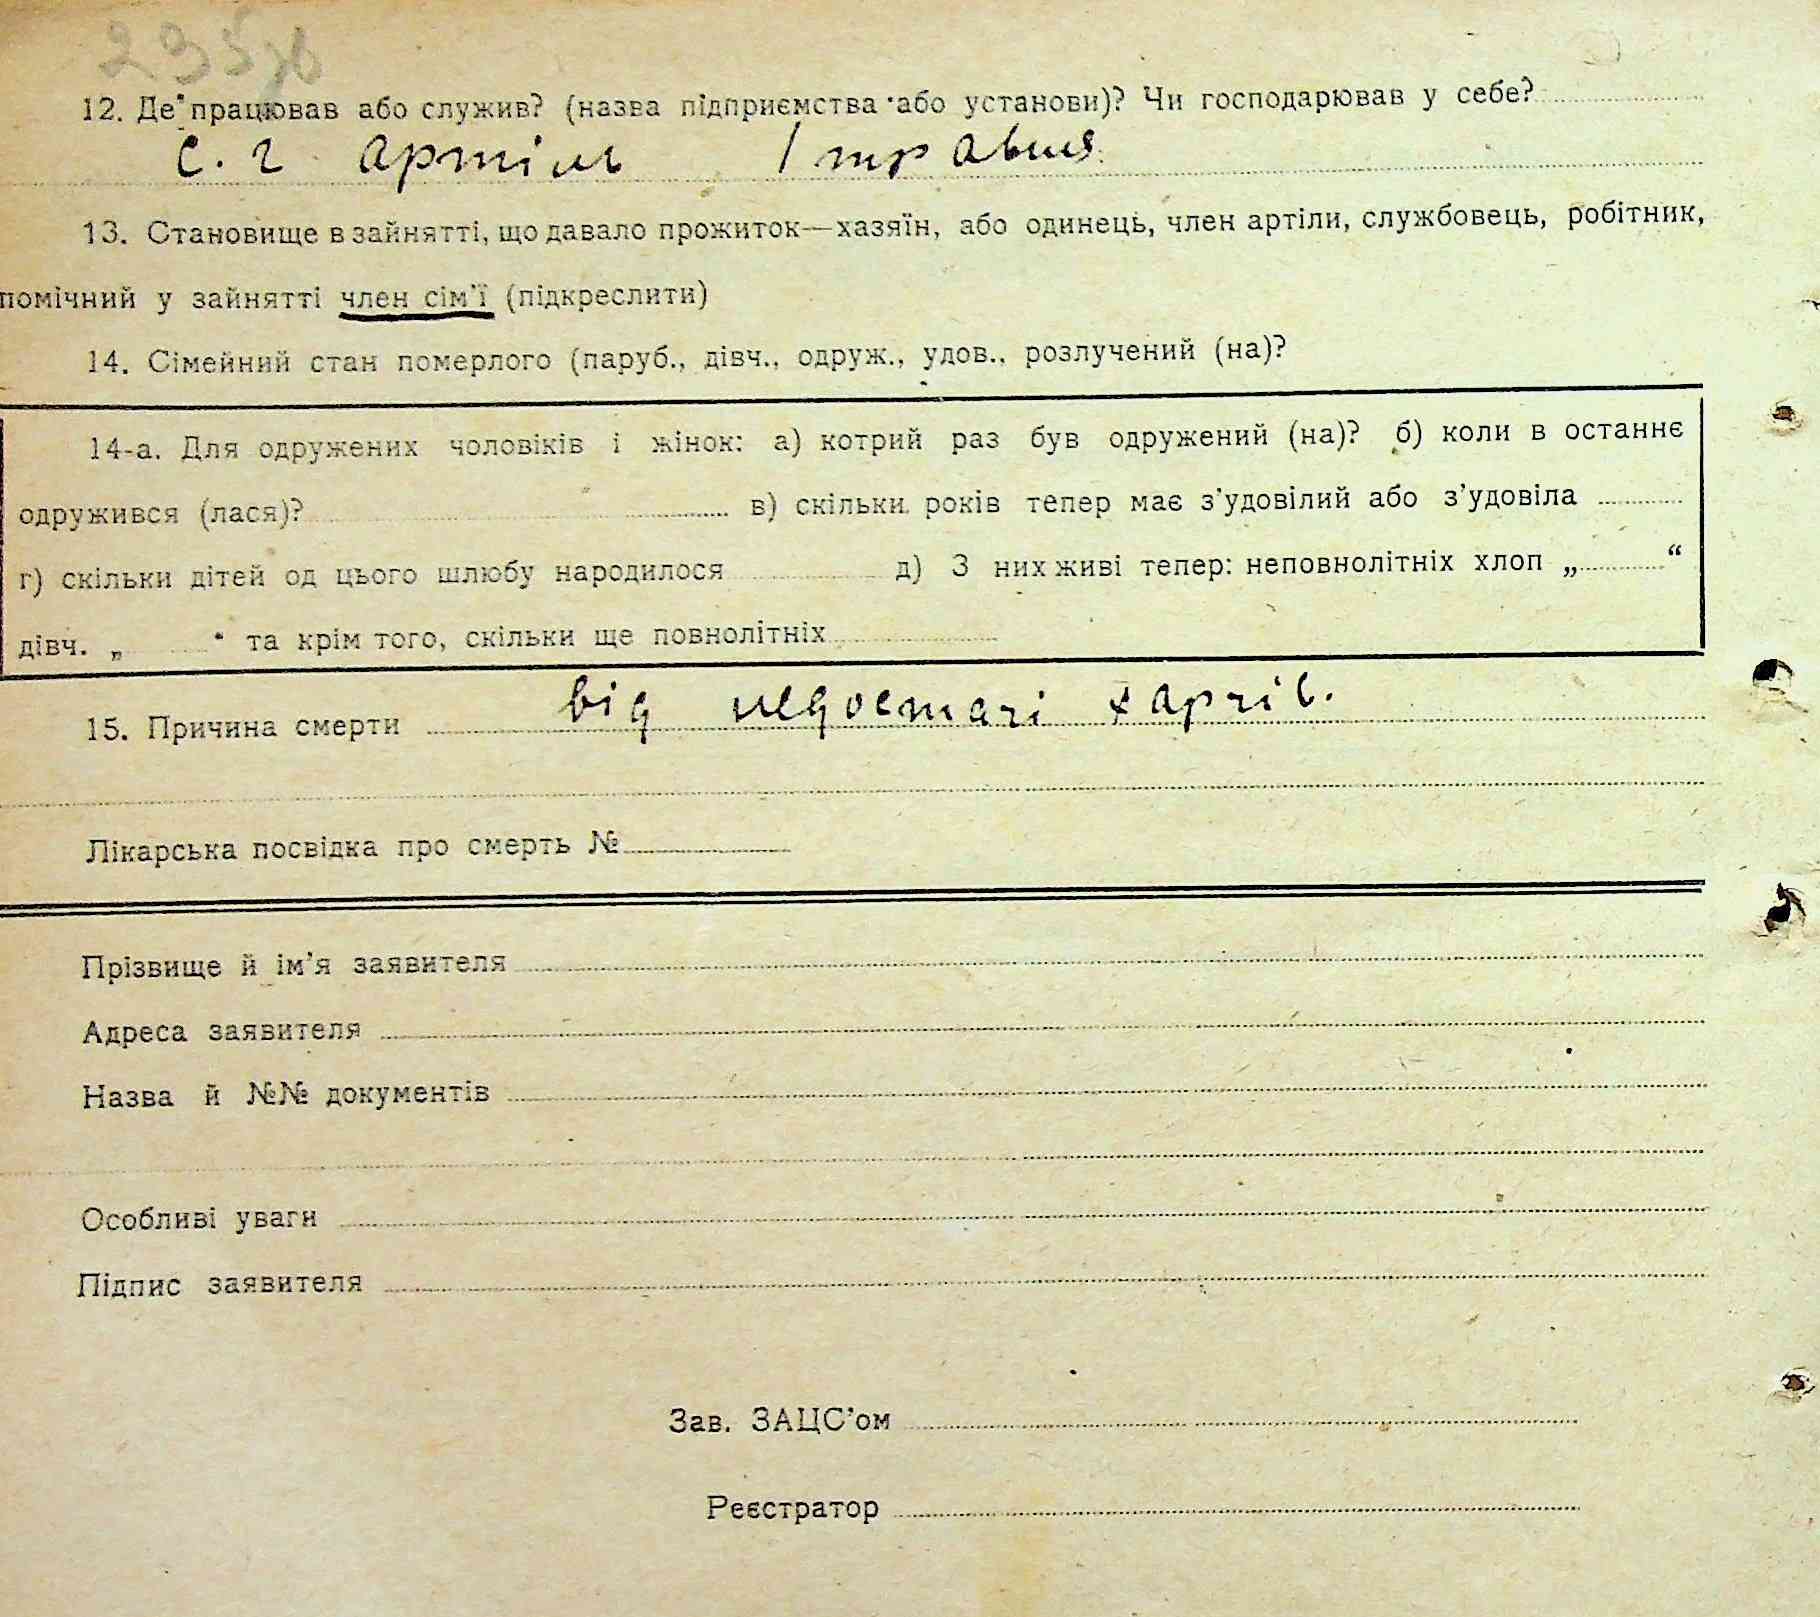 235зв
12. Де працював або служив? (назва підприємства або установи)? Чи господарював у себе?
С. г артіль 1 травня
13. Становище в зайнятті, що давало прожиток—хазяїн, або одинець, член артіли, службовець, робітник,
помічний у зайнятті член сім'ї (підкреслити)
14. Сімейний стан померлого (паруб., дівч., одруж., удов., розлучений (на)?
14-а. Для одружених чоловіків і жінок: а) котрий раз був одружений (на)? б) коли в останнє
одружився (лася)? в) скільки років тепер має з'удовілий або з'удовіла
г) скільки дітей од цього шлюбу народилося д) З них живі тепер: неповнолітніх хлоп „ “
дівч. „ “ та крім того, скільки ще повнолітніх
15. Причина смерти від недостачі харчів.
Лікарська посвідка про смерть №
Прізвище й ім'я заявителя
Адреса заявителя
Назва й №№ документів
Особливі уваги
Підпис заявителя
Зав. ЗАЦС'ом
Реєстратор